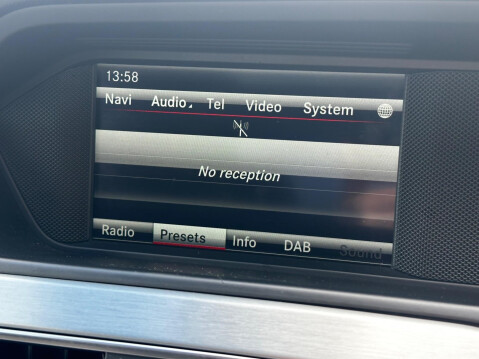 13:58
Navi Audio Tel Video System
No reception
Radio Presets Info DAB Sound